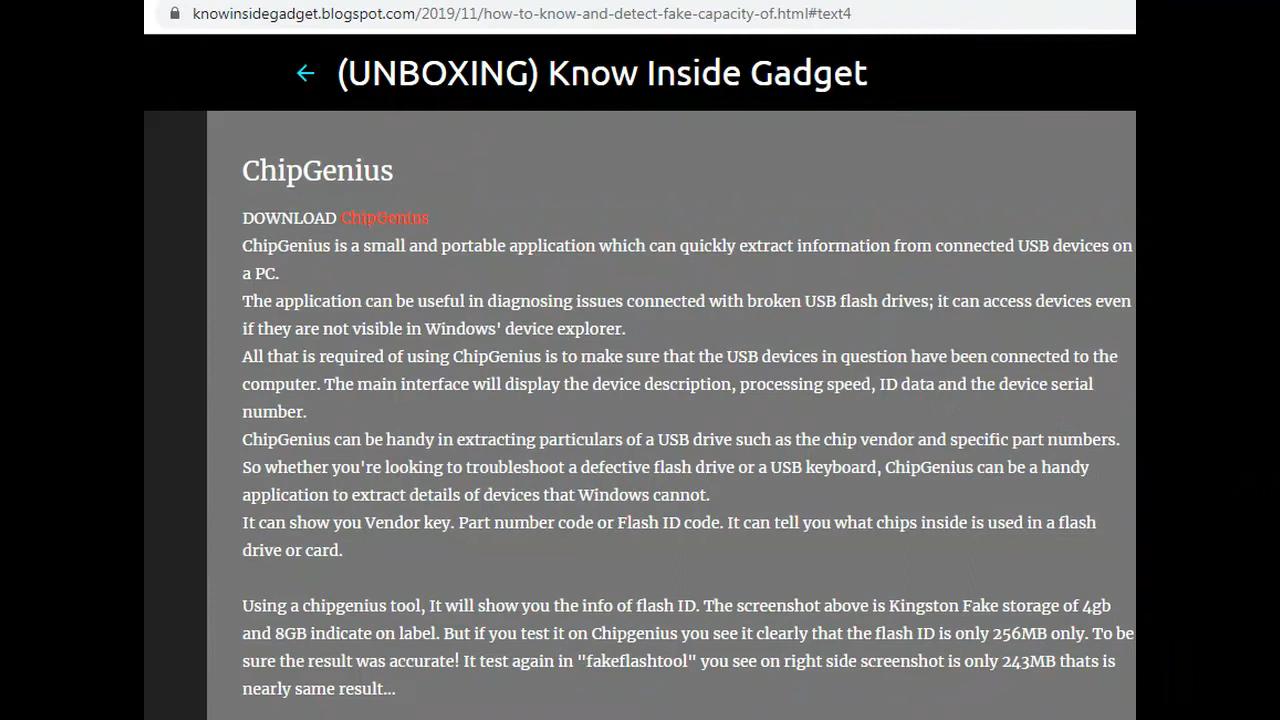 knowinsidegadget.blogspot.com/2019/11/how-to-know-and-detect-fake-capacity-of.html#text4
(UNBOXING) Know Inside Gadget
ChipGenius
DOWNLOAD ChipGenius
ChipGenius is a small and portable application which can quickly extract information from connected USB devices on
a PC.
The application can be useful in diagnosing issues connected with broken USB flash drives; it can access devices even
if they are not visible in Windows' device explorer.
All that is required of using ChipGenius is to make sure that the USB devices in question have been connected to the
computer. The main interface will display the device description, processing speed, ID data and the device serial
number.
ChipGenius can be handy in extracting particulars of a USB drive such as the chip vendor and specific part numbers.
So whether you're looking to troubleshoot a defective flash drive or a USB keyboard, ChipGenius can be a handy
application to extract details of devices that Windows cannot.
It can show you Vendor key. Part number code or Flash ID code. It can tell you what chips inside is used in a flash
drive or card.
Using a chipgenius tool, It will show you the info of flash ID. The screenshot above is Kingston Fake storage of 4gb
and 8GB indicate on label. But if you test it on Chipgenius you see it clearly that the flash ID is only 256MB only. To be
sure the result was accurate! It test again in "fakeflashtool" you see on right side screenshot is only 243MB thats is
nearly same result...